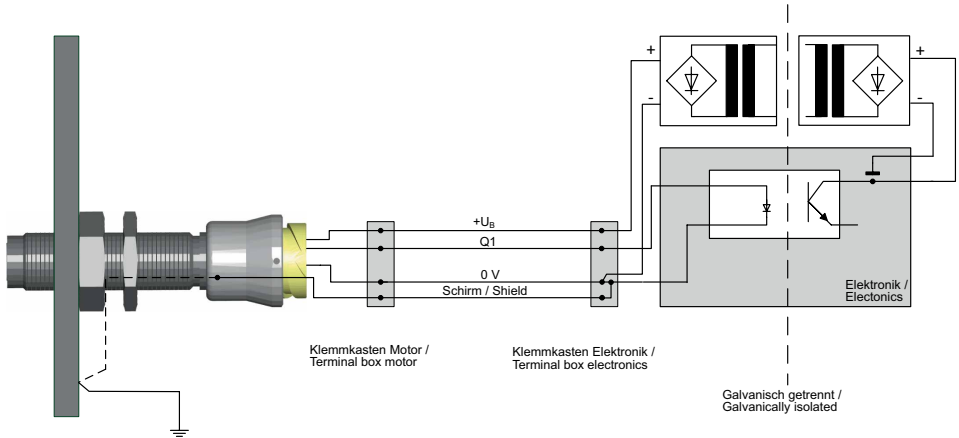 +
-
+
-
+UB
Q1
0 V
Schirm / Shield
Elektronik /
Electonics
Klemmkasten Motor /
Terminal box motor
Klemmkasten Elektronik /
Terminal box electronics
Galvanisch getrennt /
Galvanically isolated